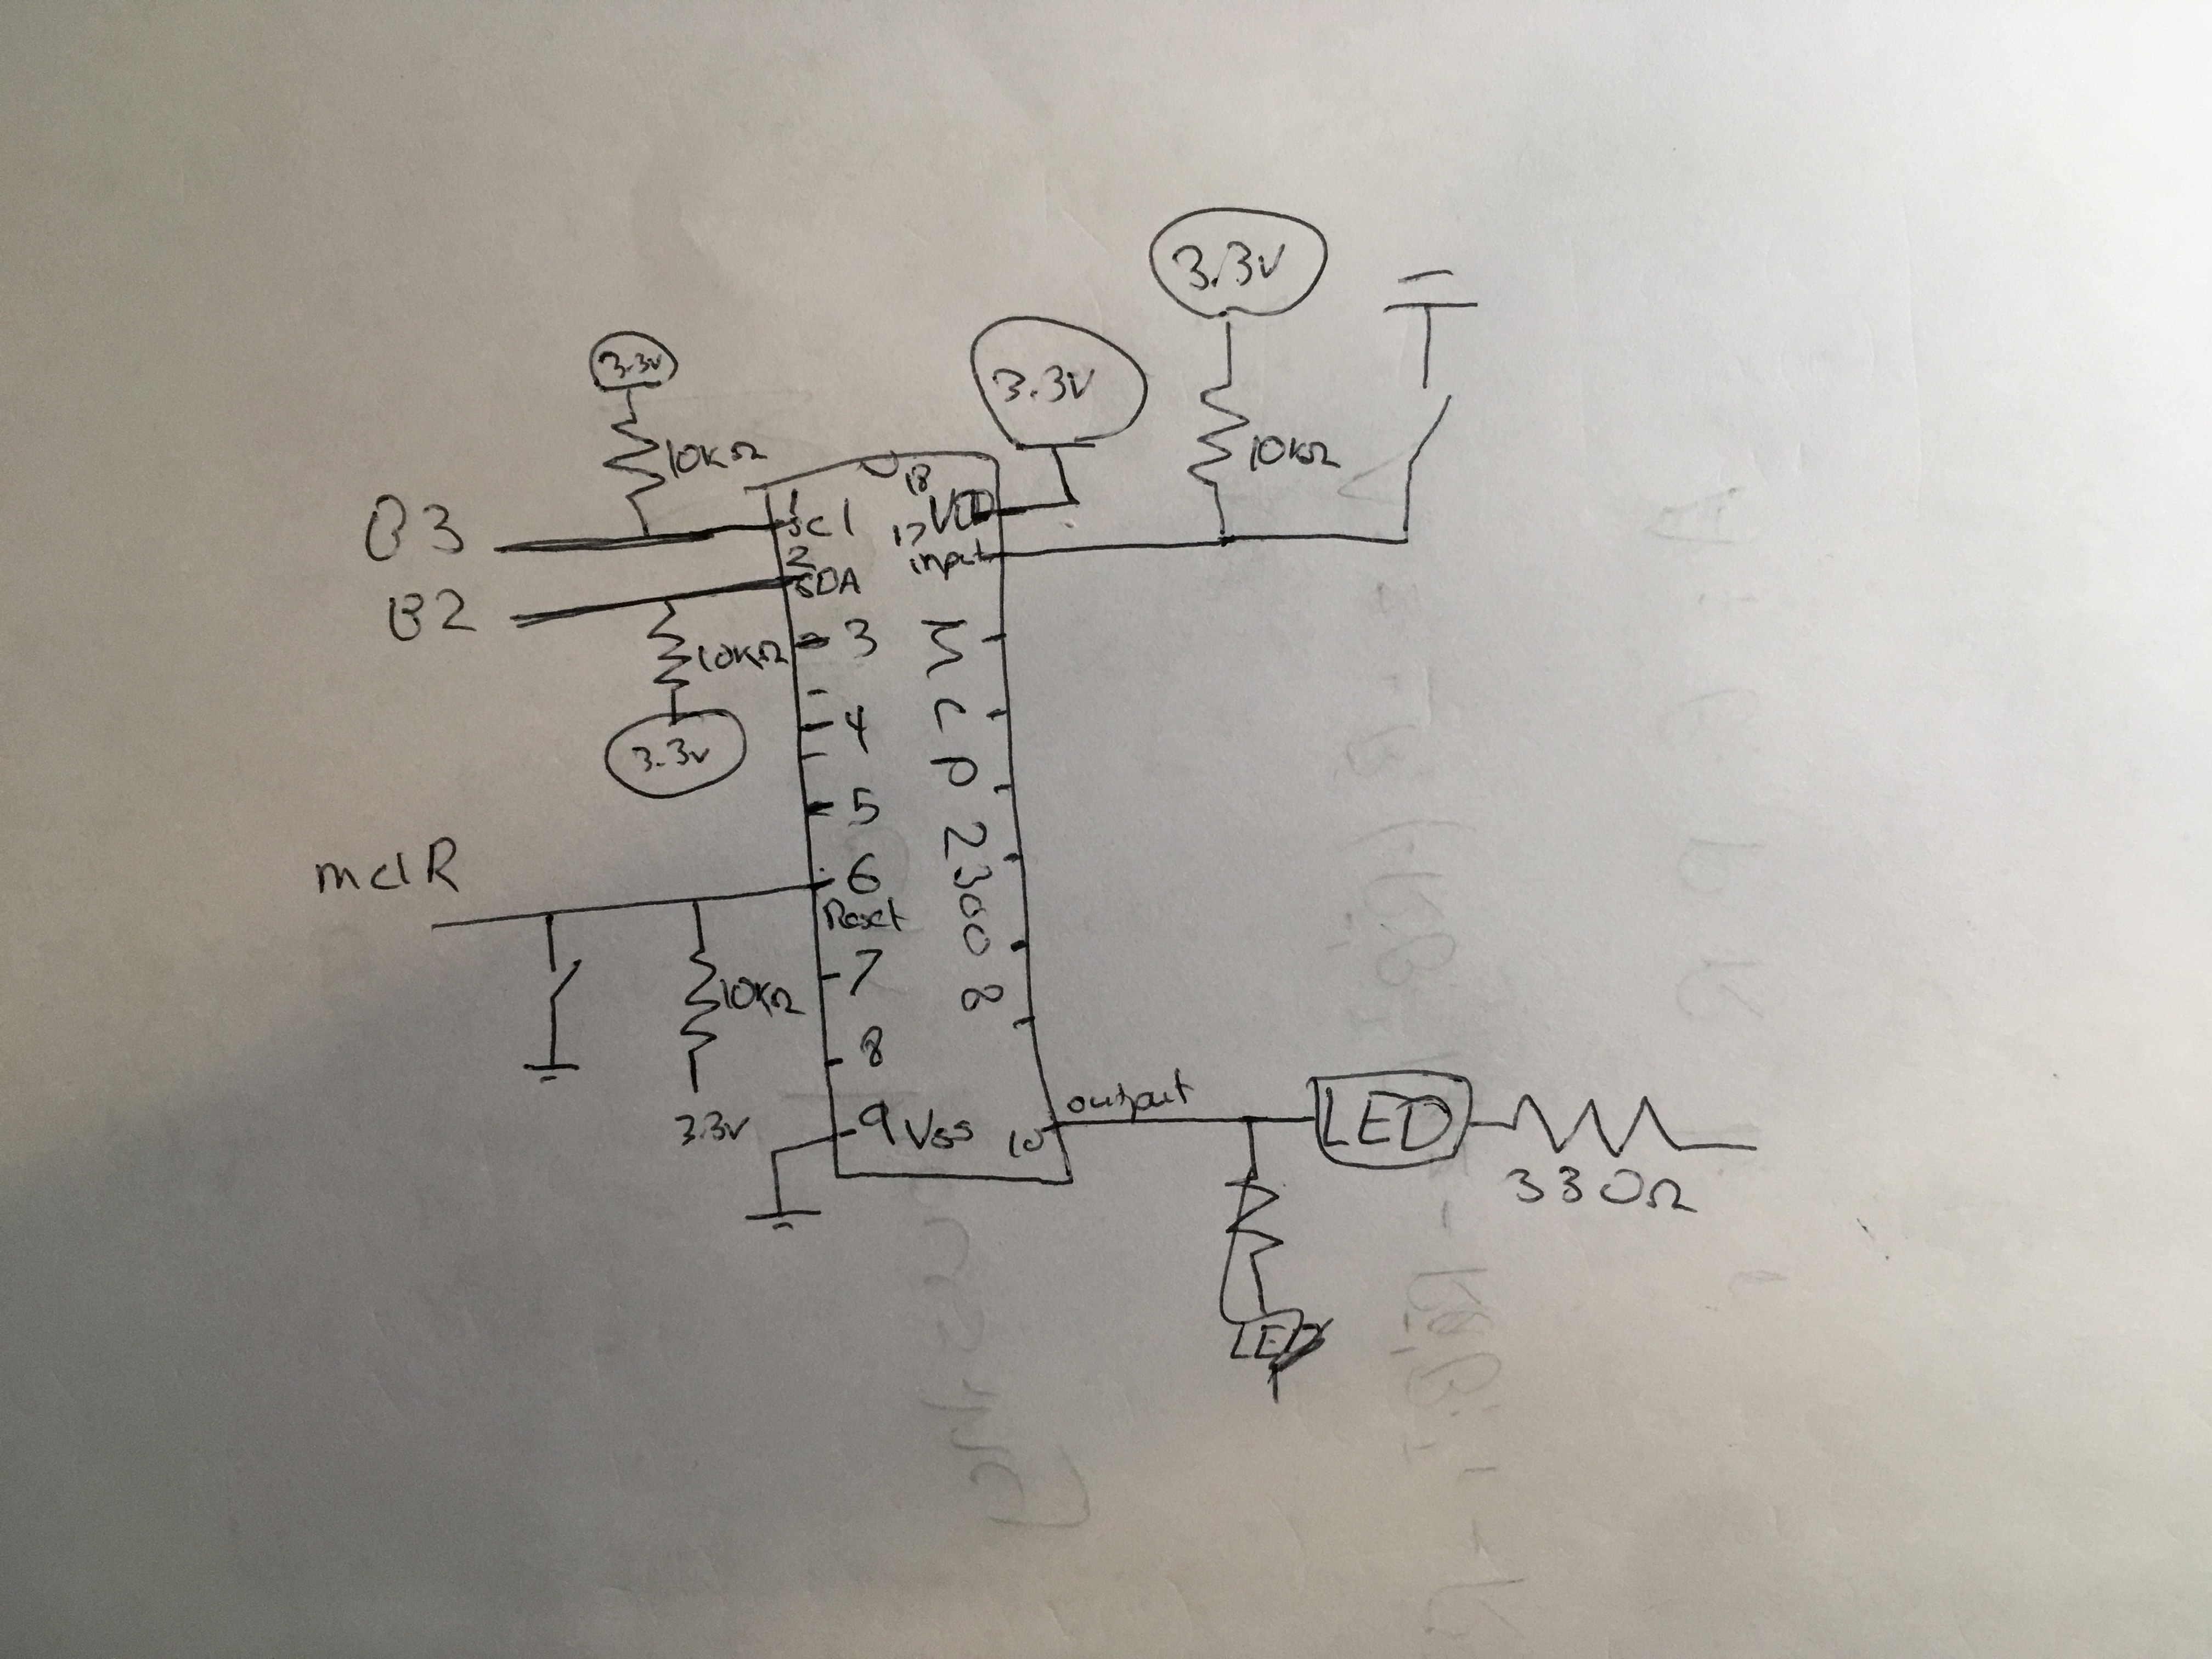 3.3V
10KΩ
B3
B2
3.3V
10KΩ
mclR
10KΩ
3.3V
1 SCl
2 SDA
3
4
5
6
Reset
7
8
9 Vss
18
VDD
17
input
MCP
23008
10
output
3.3V
3.3V
10KΩ
LED
330Ω